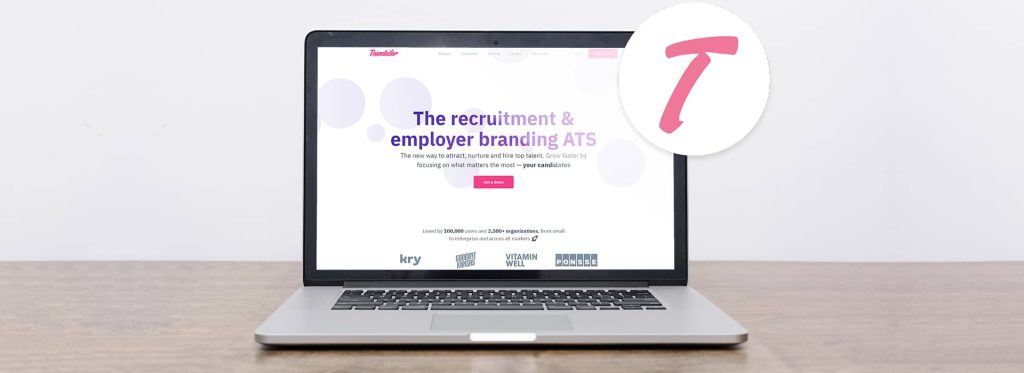 Teamtailor
T
The recruitment &
employer branding ATS
The new way to attract, nurture and hire top talent. Grow faster by
focusing on what matters the most — your candidates
Get a demo
Loved by 100,000 users and 2,500+ organizations, from small
to enterprise and across all markets
kry
GOODBYE
KANSAS
VITAMIN
WELL
PONSSE